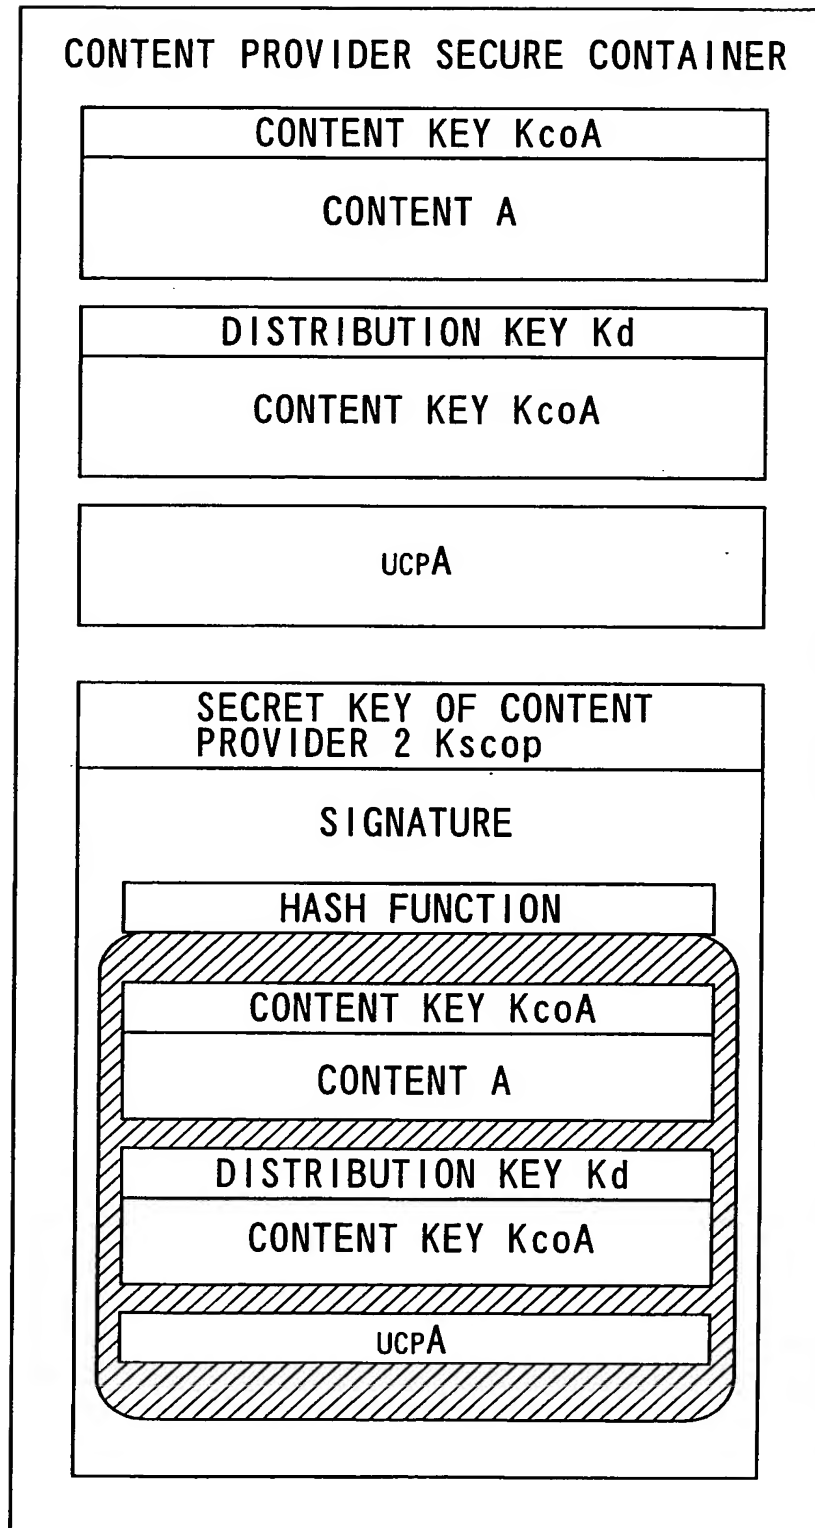 CONTENT PROVIDER SECURE CONTAINER
CONTENT KEY KcoA
CONTENT A
DISTRIBUTION KEY Kd
CONTENT KEY KcoA
UCPA
SECRET KEY OF CONTENT
PROVIDER 2 Kscop
SIGNATURE
HASH FUNCTION
CONTENT KEY KcoA
CONTENT A
DISTRIBUTION KEY Kd
CONTENT KEY KcoA
UCPA